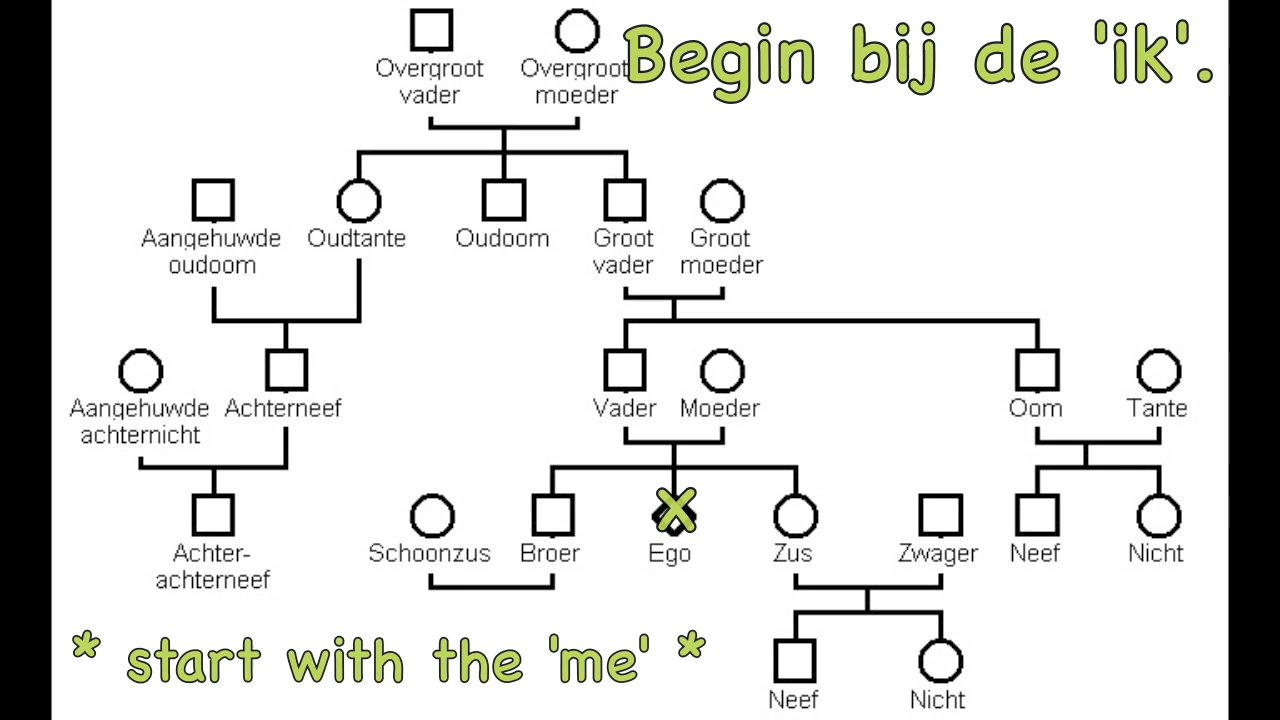 Begin bij de 'ik'.
Overgroot
vader
Overgroot
moeder
Aangehuwde
oudoom
Oudtante
Oudoom
Groot
vader
Groot
moeder
Aangehuwde
achternicht
Achterneef
Vader
Moeder
Oom
Tante
Achter-
achterneef
Schoonzus
Broer
x
Ego
Zus
Zwager
Neef
Nicht
* start with the 'me' *
Neef
Nicht